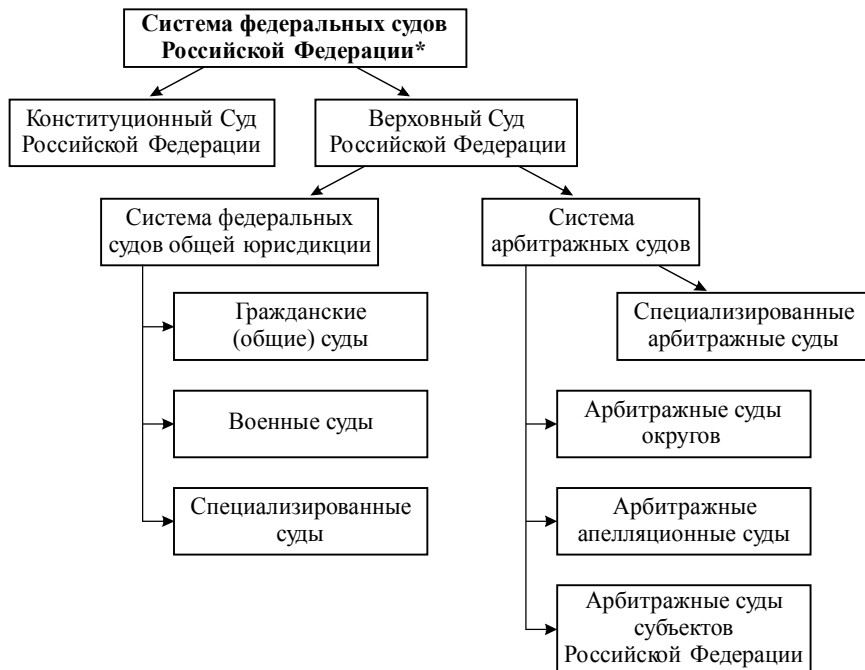 Система федеральных судов
Российской Федерации*
Конституционный Суд
Российской Федерации
Верховный Суд
Российской Федерации
Система федеральных
судов общей юрисдикции
Система
арбитражных судов
Гражданские
(общие) суды
Специализированные
арбитражные суды
Военные суды
Арбитражные суды
округов
Специализированные
суды
Арбитражные
апелляционные суды
Арбитражные суды
субъектов
Российской Федерации